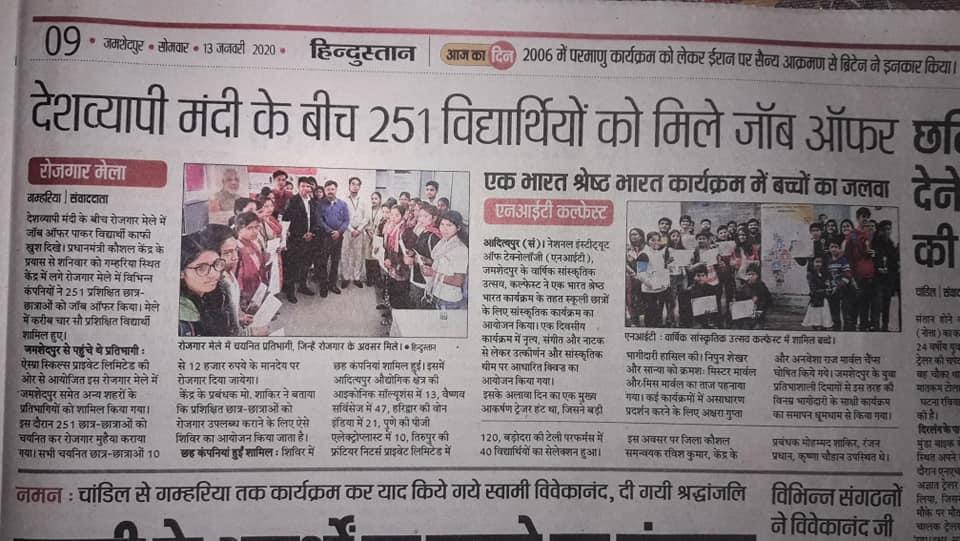 09 • जमशेदपुर • सोमवार • 13 जनवरी 2020 •
हिन्दुस्तान
आज का दिन
2006 में परमाणु कार्यक्रम को लेकर ईरान पर सैन्य आक्रमण से ब्रिटेन ने इनकार किया।
देशव्यापी मंदी के बीच 251 विद्यार्थियों को मिले जॉब ऑफर
रोजगार मेला
गम्हरिया | संवाददाता
देशव्यापी मंदी के बीच रोजगार मेले में
जॉब ऑफर पाकर विद्यार्थी काफी
खुश दिखे। प्रधानमंत्री कौशल केंद्र के
प्रयास से शनिवार को गम्हरिया स्थित
केंद्र में लगे रोजगार मेला में विभिन्न
कंपनियों ने 251 प्रशिक्षित छात्र-
छात्राओं को जॉब ऑफर किया। मेले
में करीब चार सौ प्रशिक्षित विद्यार्थी
शामिल हुए।
जमशेदपुर से पहुंचे थे प्रतिभागी :
ऐस्प्रा स्किल्स प्राइवेट लिमिटेड की
ओर से आयोजित इस रोजगार मेले में
जमशेदपुर समेत अन्य शहरों के
प्रतिभागियों को शामिल किया गया।
इस दौरान 251 छात्र-छात्राओं को
चयनित कर रोजगार मुहैया कराया
गया। सभी चयनित छात्र-छात्राओं 10
रोजगार मेले में चयनित प्रतिभागी, जिन्हें रोजगार के अवसर मिले। • हिन्दुस्तान
से 12 हजार रुपये के मानदेय पर
रोजगार दिया जायेगा।
केंद्र के प्रबंधक मो. शाकिर ने बताया
कि प्रशिक्षित छात्र-छात्राओं को
रोजगार उपलब्ध कराने के लिए ऐसे
शिविर का आयोजन किया जाता है।
छह कंपनियां हुईं शामिल : शिविर में
छह कंपनियां शामिल हुईं। इसमें
आदित्यपुर औद्योगिक क्षेत्र की
आइकोनिक सॉल्यूशंस में 13, वैष्णव
सर्विसेज में 47, हरिद्वार की वोन
इंडिया में 21, पुणे की पीजी
एलेक्ट्रोप्लास्ट में 10, तिरुपुर की
फ्रंटियर निटर्स प्राइवेट लिमिटेड में
120, बड़ोदरा की टेली परफर्मेंस में
40 विद्यार्थियों का सेलेक्शन हुआ।
इस अवसर पर जिला कौशल
समन्वयक रविश कुमार, केंद्र के
प्रबंधक मोहम्मद शाकिर, रंजन
प्रधान, कृष्णा चौहान उपस्थित थे।
एक भारत श्रेष्ठ भारत कार्यक्रम में बच्चों का जलवा
एनआईटी कल्फेस्ट
आदित्यपुर (सं)। नेशनल इंस्टीट्यूट
ऑफ टेक्नोलॉजी (एनआईटी),
जमशेदपुर के वार्षिक सांस्कृतिक
उत्सव, कल्फेस्ट ने एक भारत श्रेष्ठ
भारत कार्यक्रम के तहत स्कूली छात्रों
के लिए सांस्कृतिक कार्यक्रम का
आयोजन किया। एक दिवसीय
कार्यक्रम में नृत्य, संगीत और नाटक
से लेकर उत्कीर्णन और सांस्कृतिक
थीम पर आधारित क्विज का
आयोजन किया गया।
इसके अलावा दिन का एक मुख्य
आकर्षण ट्रेजर हंट था, जिसने बड़ी
एनआईटी : वार्षिक सांस्कृतिक उत्सव कल्फेस्ट में शामिल बच्चे।
भागीदारी हासिल की। निपुन शेखर
और सान्या को क्रमशः मिस्टर मार्वल
और मिस मार्वल का ताज पहनाया
गया। कई कार्यक्रमों में असाधारण
प्रदर्शन करने के लिए अक्षरा गुप्ता
और अनवेशा राज मार्वल चैंप्स
घोषित किये गये। जमशेदपुर के युवा
प्रतिभाशाली दिमागों से इस तरह की
विनम्र भागीदारी के साक्षी कार्यक्रम
का समापन धूमधाम से किया गया।
नमन : चांडिल से गम्हरिया तक कार्यक्रम कर याद किये गये स्वामी विवेकानंद, दी गयी श्रद्धांजलि
विभिन्न संगठनों
ने विवेकानंद जी
देने
की
चांडिल | संवाद